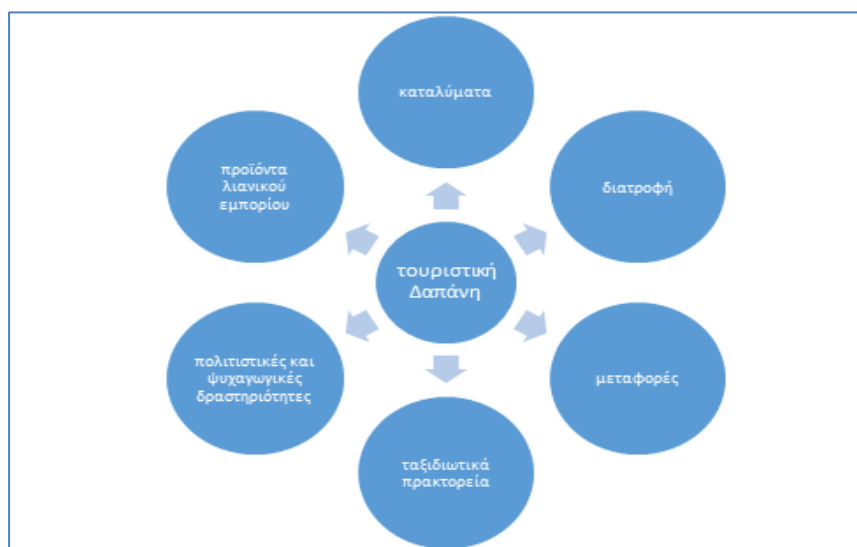 καταλύματα
προϊόντα
λιανικού
εμπορίου
διατροφή
τουριστική
Δαπάνη
πολιτιστικές και
ψυχαγωγικές
δραστηριότητες
μεταφορές
ταξιδιωτικά
πρακτορεία